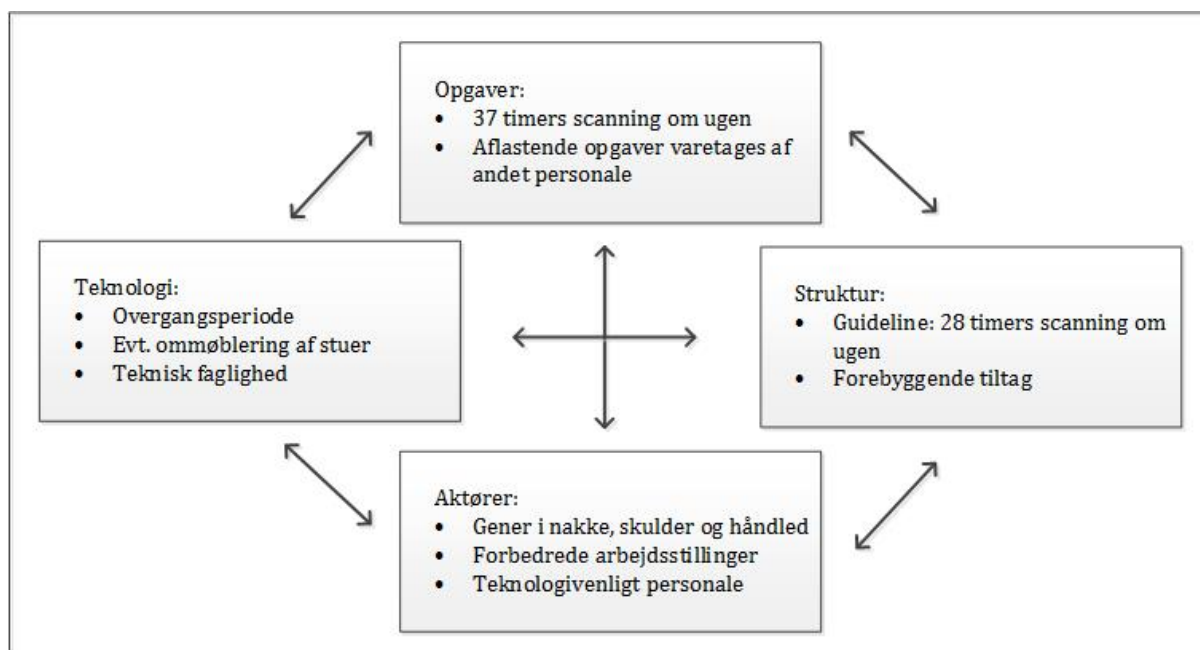 Opgaver:
• 37 timers scanning om ugen
• Aflastende opgaver varetages af
andet personale
Teknologi:
• Overgangsperiode
• Evt. ommøblering af stuer
• Teknisk faglighed
Struktur:
• Guideline: 28 timers scanning om
ugen
• Forebyggende tiltag
Aktører:
• Gener i nakke, skulder og håndled
• Forbedrede arbejdsstillinger
• Teknologivenligt personale